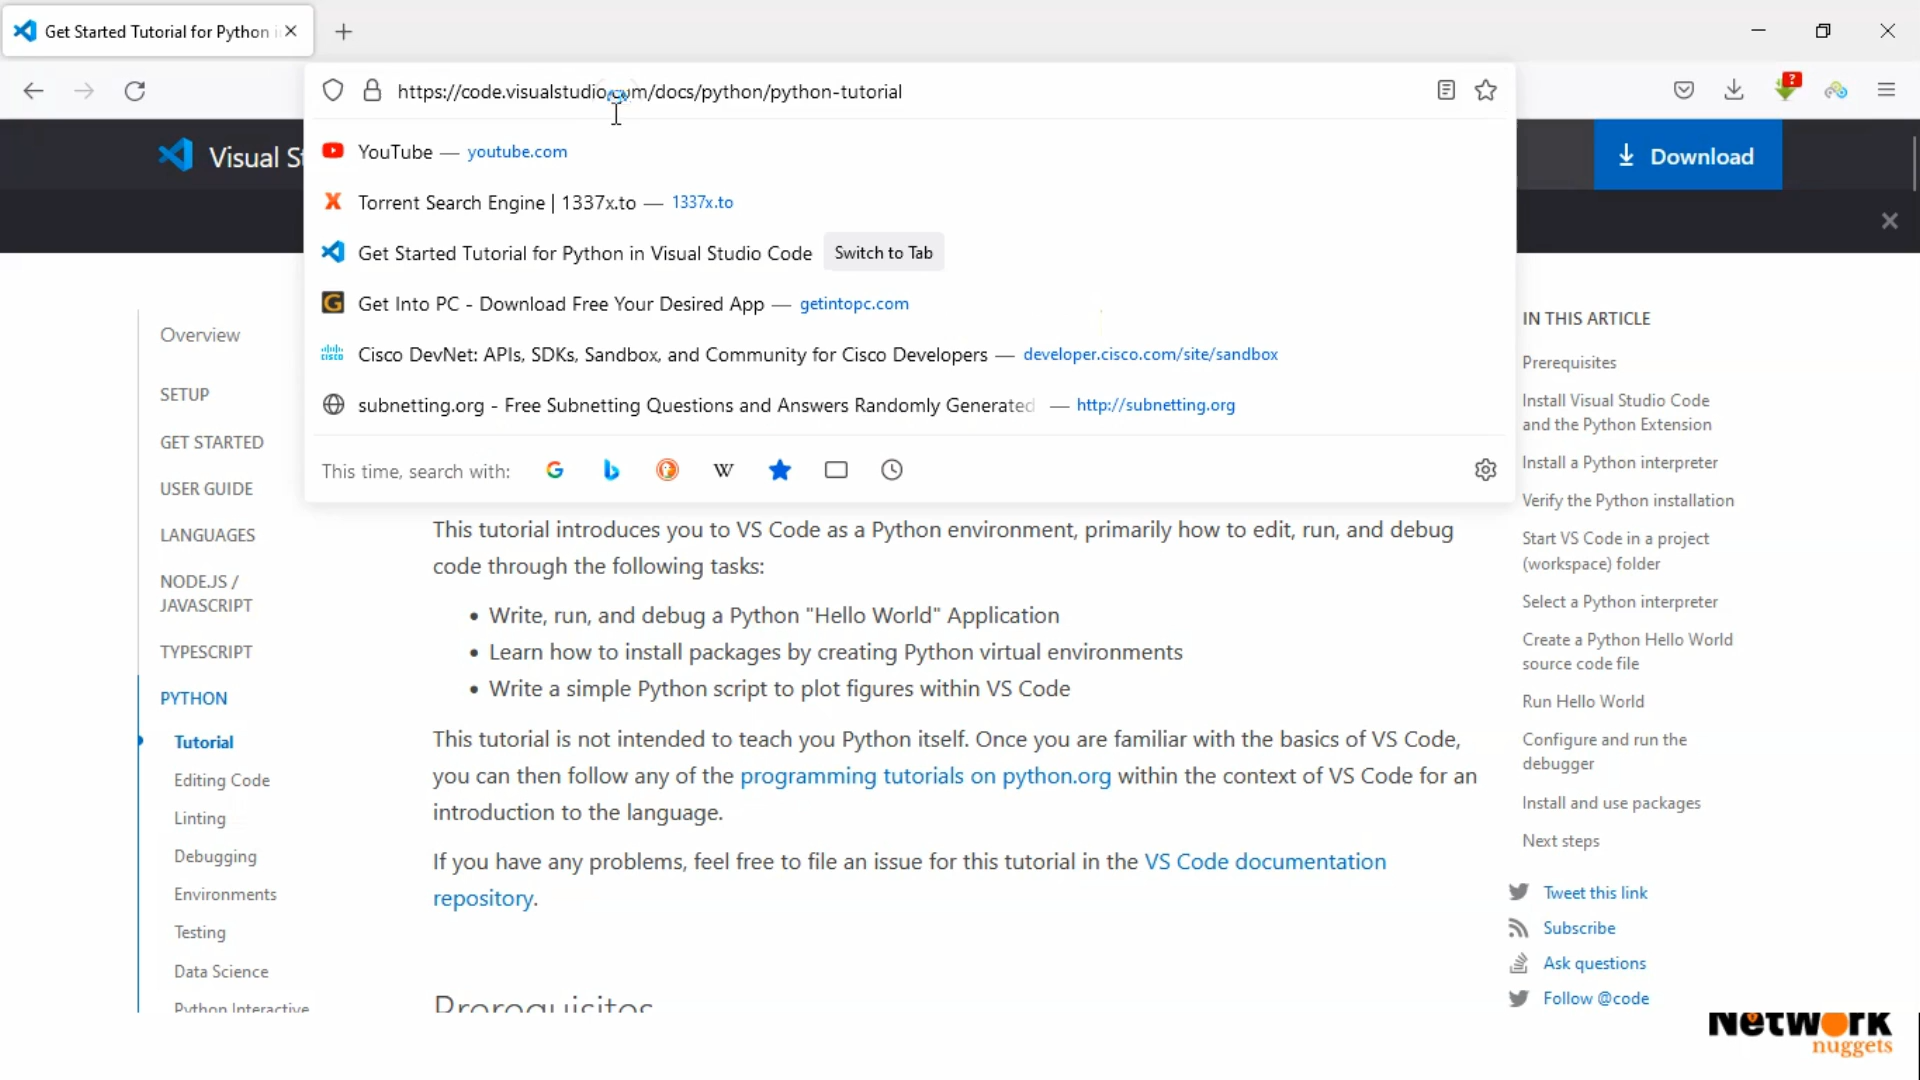 Get Started Tutorial for Python i
https://code.visualstudio.com/docs/python/python-tutorial
YouTube — youtube.com
Torrent Search Engine | 1337x.to — 1337x.to
Get Started Tutorial for Python in Visual Studio Code Switch to Tab
Get Into PC - Download Free Your Desired App — getintopc.com
Cisco DevNet: APIs, SDKs, Sandbox, and Community for Cisco Developers — developer.cisco.com/site/sandbox
subnetting.org - Free Subnetting Questions and Answers Randomly Generated — http://subnetting.org
This time, search with:
Visual St
Download
Overview
SETUP
GET STARTED
USER GUIDE
LANGUAGES
NODE.JS /
JAVASCRIPT
TYPESCRIPT
PYTHON
Tutorial
Editing Code
Linting
Debugging
Environments
Testing
Data Science
Python Interactive
This tutorial introduces you to VS Code as a Python environment, primarily how to edit, run, and debug
code through the following tasks:
• Write, run, and debug a Python "Hello World" Application
• Learn how to install packages by creating Python virtual environments
• Write a simple Python script to plot figures within VS Code
This tutorial is not intended to teach you Python itself. Once you are familiar with the basics of VS Code,
you can then follow any of the programming tutorials on python.org within the context of VS Code for an
introduction to the language.
If you have any problems, feel free to file an issue for this tutorial in the VS Code documentation
repository.
Prerequisites
IN THIS ARTICLE
Prerequisites
Install Visual Studio Code
and the Python Extension
Install a Python interpreter
Verify the Python installation
Start VS Code in a project
(workspace) folder
Select a Python interpreter
Create a Python Hello World
source code file
Run Hello World
Configure and run the
debugger
Install and use packages
Next steps
Tweet this link
Subscribe
Ask questions
Follow @code
Network
nuggets